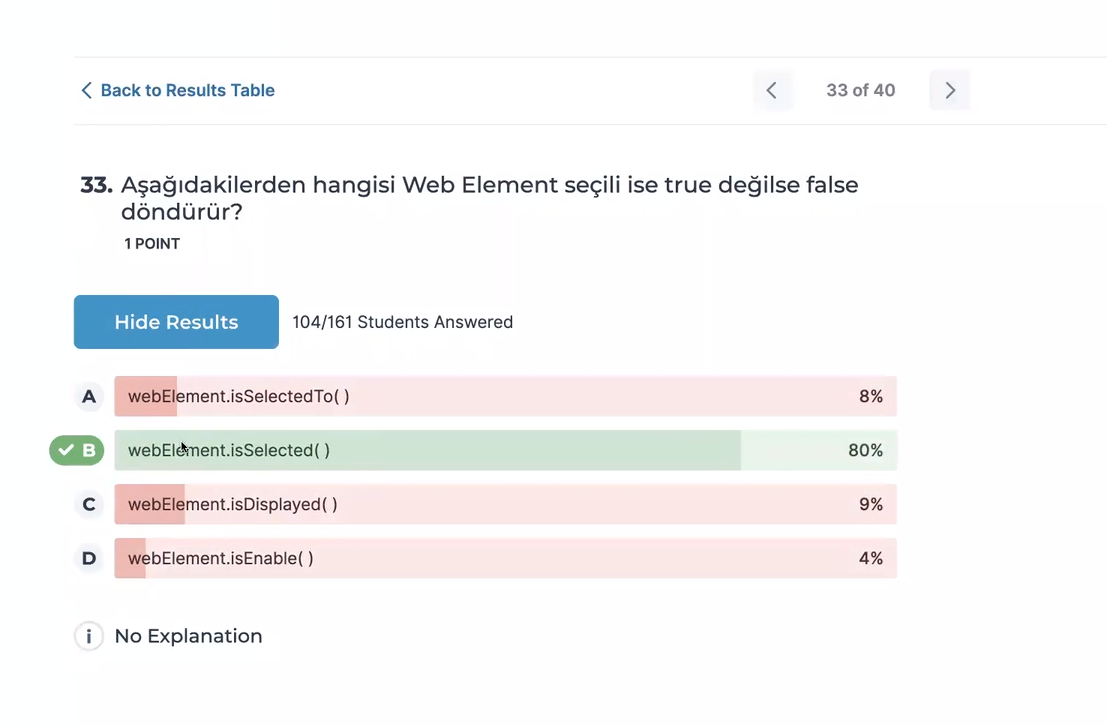 Back to Results Table
33 of 40
33. Aşağıdakilerden hangisi Web Element seçili ise true değilse false
döndürür?
1 POINT
Hide Results 104/161 Students Answered
A webElement.isSelectedTo( ) 8%
B webElement.isSelected( ) 80%
C webElement.isDisplayed( ) 9%
D webElement.isEnable( ) 4%
i No Explanation